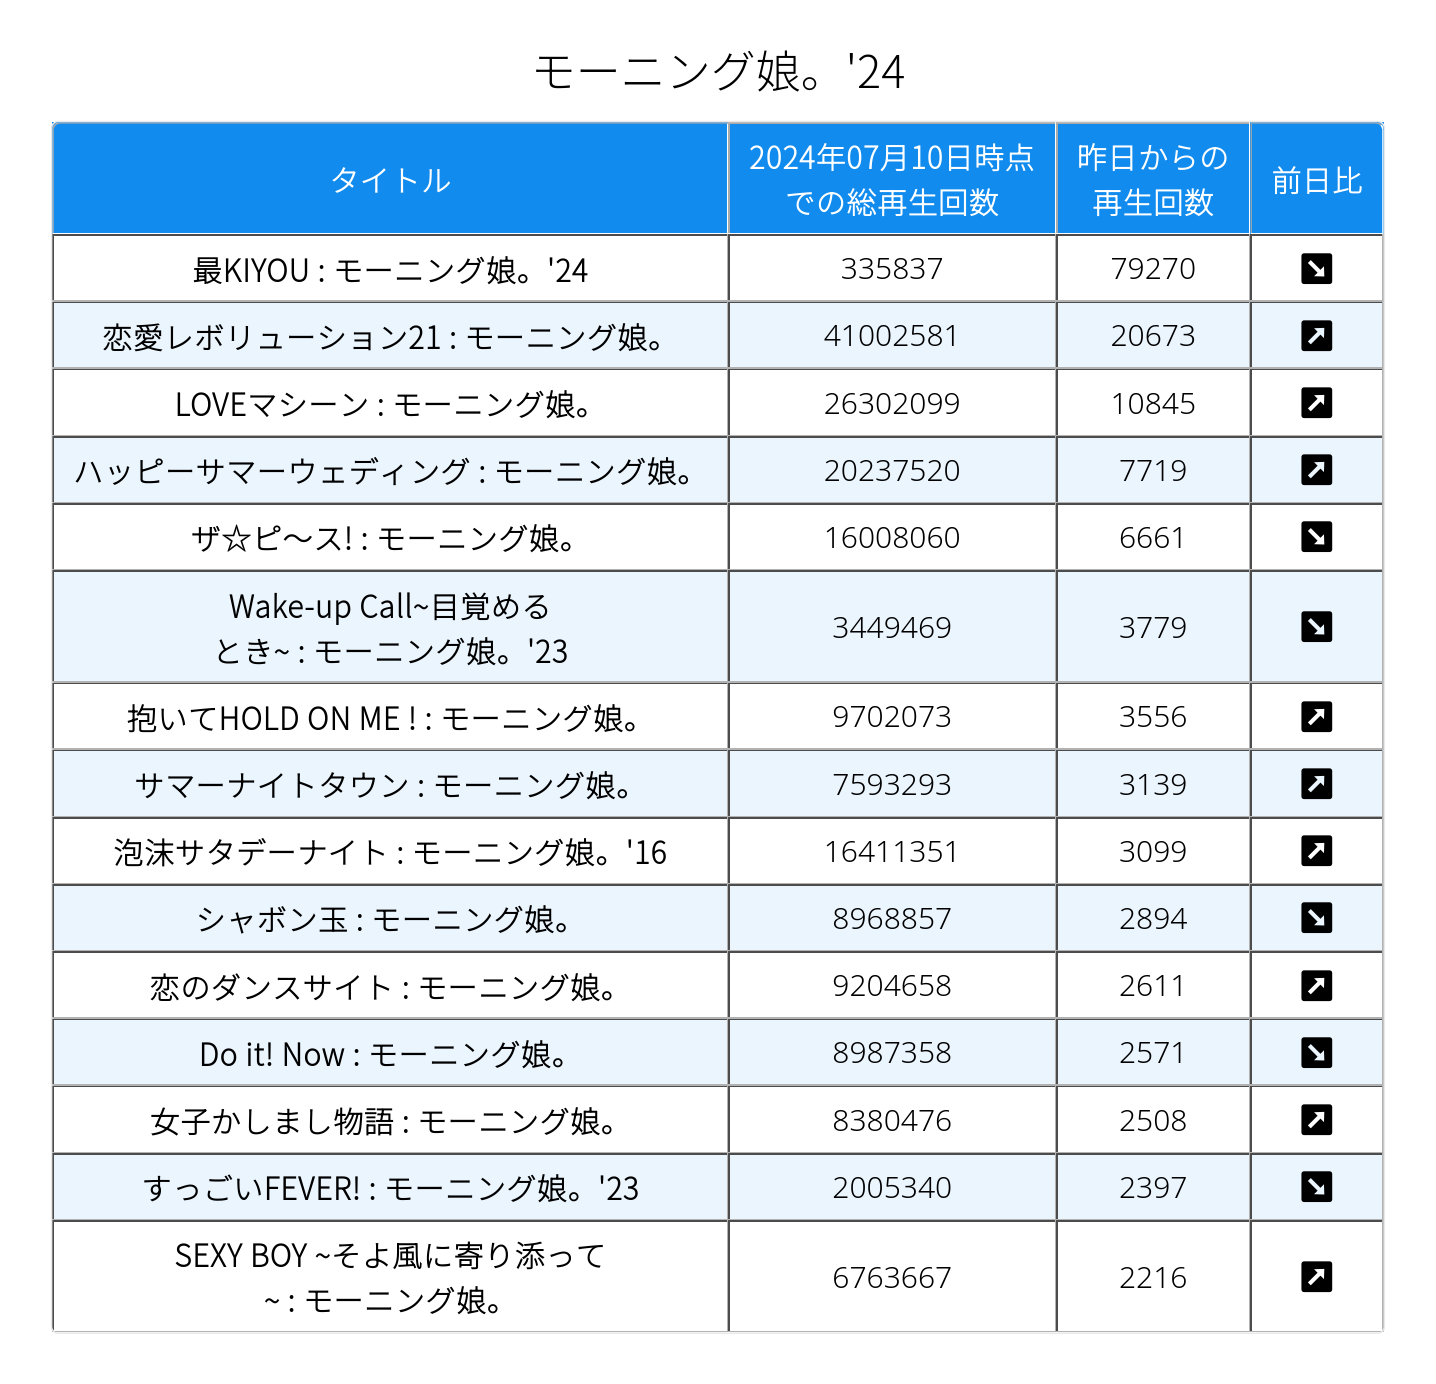 モーニング娘。'24
タイトル
2024年07月10日時点
での総再生回数
昨日からの
再生回数
前日比
最KIYOU : モーニング娘。'24
335837
79270
恋愛レボリューション21 : モーニング娘。
41002581
20673
LOVEマシーン : モーニング娘。
26302099
10845
ハッピーサマーウェディング : モーニング娘。
20237520
7719
ザ☆ピ〜ス! : モーニング娘。
16008060
6661
Wake-up Call~目覚める
とき~ : モーニング娘。'23
3449469
3779
抱いてHOLD ON ME ! : モーニング娘。
9702073
3556
サマーナイトタウン : モーニング娘。
7593293
3139
泡沫サタデーナイト : モーニング娘。'16
16411351
3099
シャボン玉 : モーニング娘。
8968857
2894
恋のダンスサイト : モーニング娘。
9204658
2611
Do it! Now : モーニング娘。
8987358
2571
女子かしまし物語 : モーニング娘。
8380476
2508
すっごいFEVER! : モーニング娘。'23
2005340
2397
SEXY BOY ~そよ風に寄り添って
~ : モーニング娘。
6763667
2216